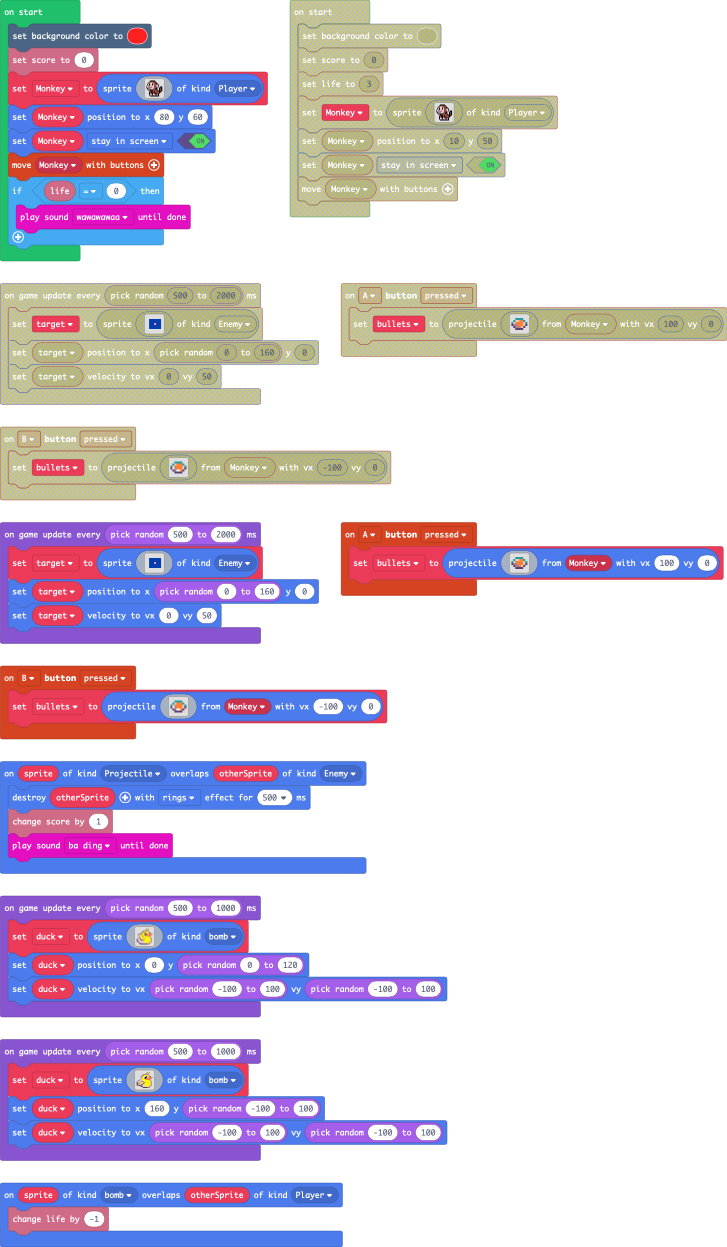 on start
set background color to
set score to 0
set Monkey to sprite of kind Player
set Monkey position to x 80 y 60
set Monkey stay in screen ON
move Monkey with buttons
if life = 0 then
play sound wawawawaa until done
on start
set background color to
set score to 0
set life to 3
set Monkey to sprite of kind Player
set Monkey position to x 10 y 50
set Monkey stay in screen ON
move Monkey with buttons
on game update every pick random 500 to 2000 ms
set target to sprite of kind Enemy
set target position to x pick random 0 to 160 y 0
set target velocity to vx 0 vy 50
on A button pressed
set bullets to projectile from Monkey with vx 100 vy 0
on B button pressed
set bullets to projectile from Monkey with vx -100 vy 0
on game update every pick random 500 to 2000 ms
set target to sprite of kind Enemy
set target position to x pick random 0 to 160 y 0
set target velocity to vx 0 vy 50
on A button pressed
set bullets to projectile from Monkey with vx 100 vy 0
on B button pressed
set bullets to projectile from Monkey with vx -100 vy 0
on sprite of kind Projectile overlaps otherSprite of kind Enemy
destroy otherSprite with rings effect for 500 ms
change score by 1
play sound ba ding until done
on game update every pick random 500 to 1000 ms
set duck to sprite of kind bomb
set duck position to x 0 y pick random 0 to 120
set duck velocity to vx pick random -100 to 100 vy pick random -100 to 100
on game update every pick random 500 to 1000 ms
set duck to sprite of kind bomb
set duck position to x 160 y pick random -100 to 100
set duck velocity to vx pick random -100 to 100 vy pick random -100 to 100
on sprite of kind bomb overlaps otherSprite of kind Player
change life by -1